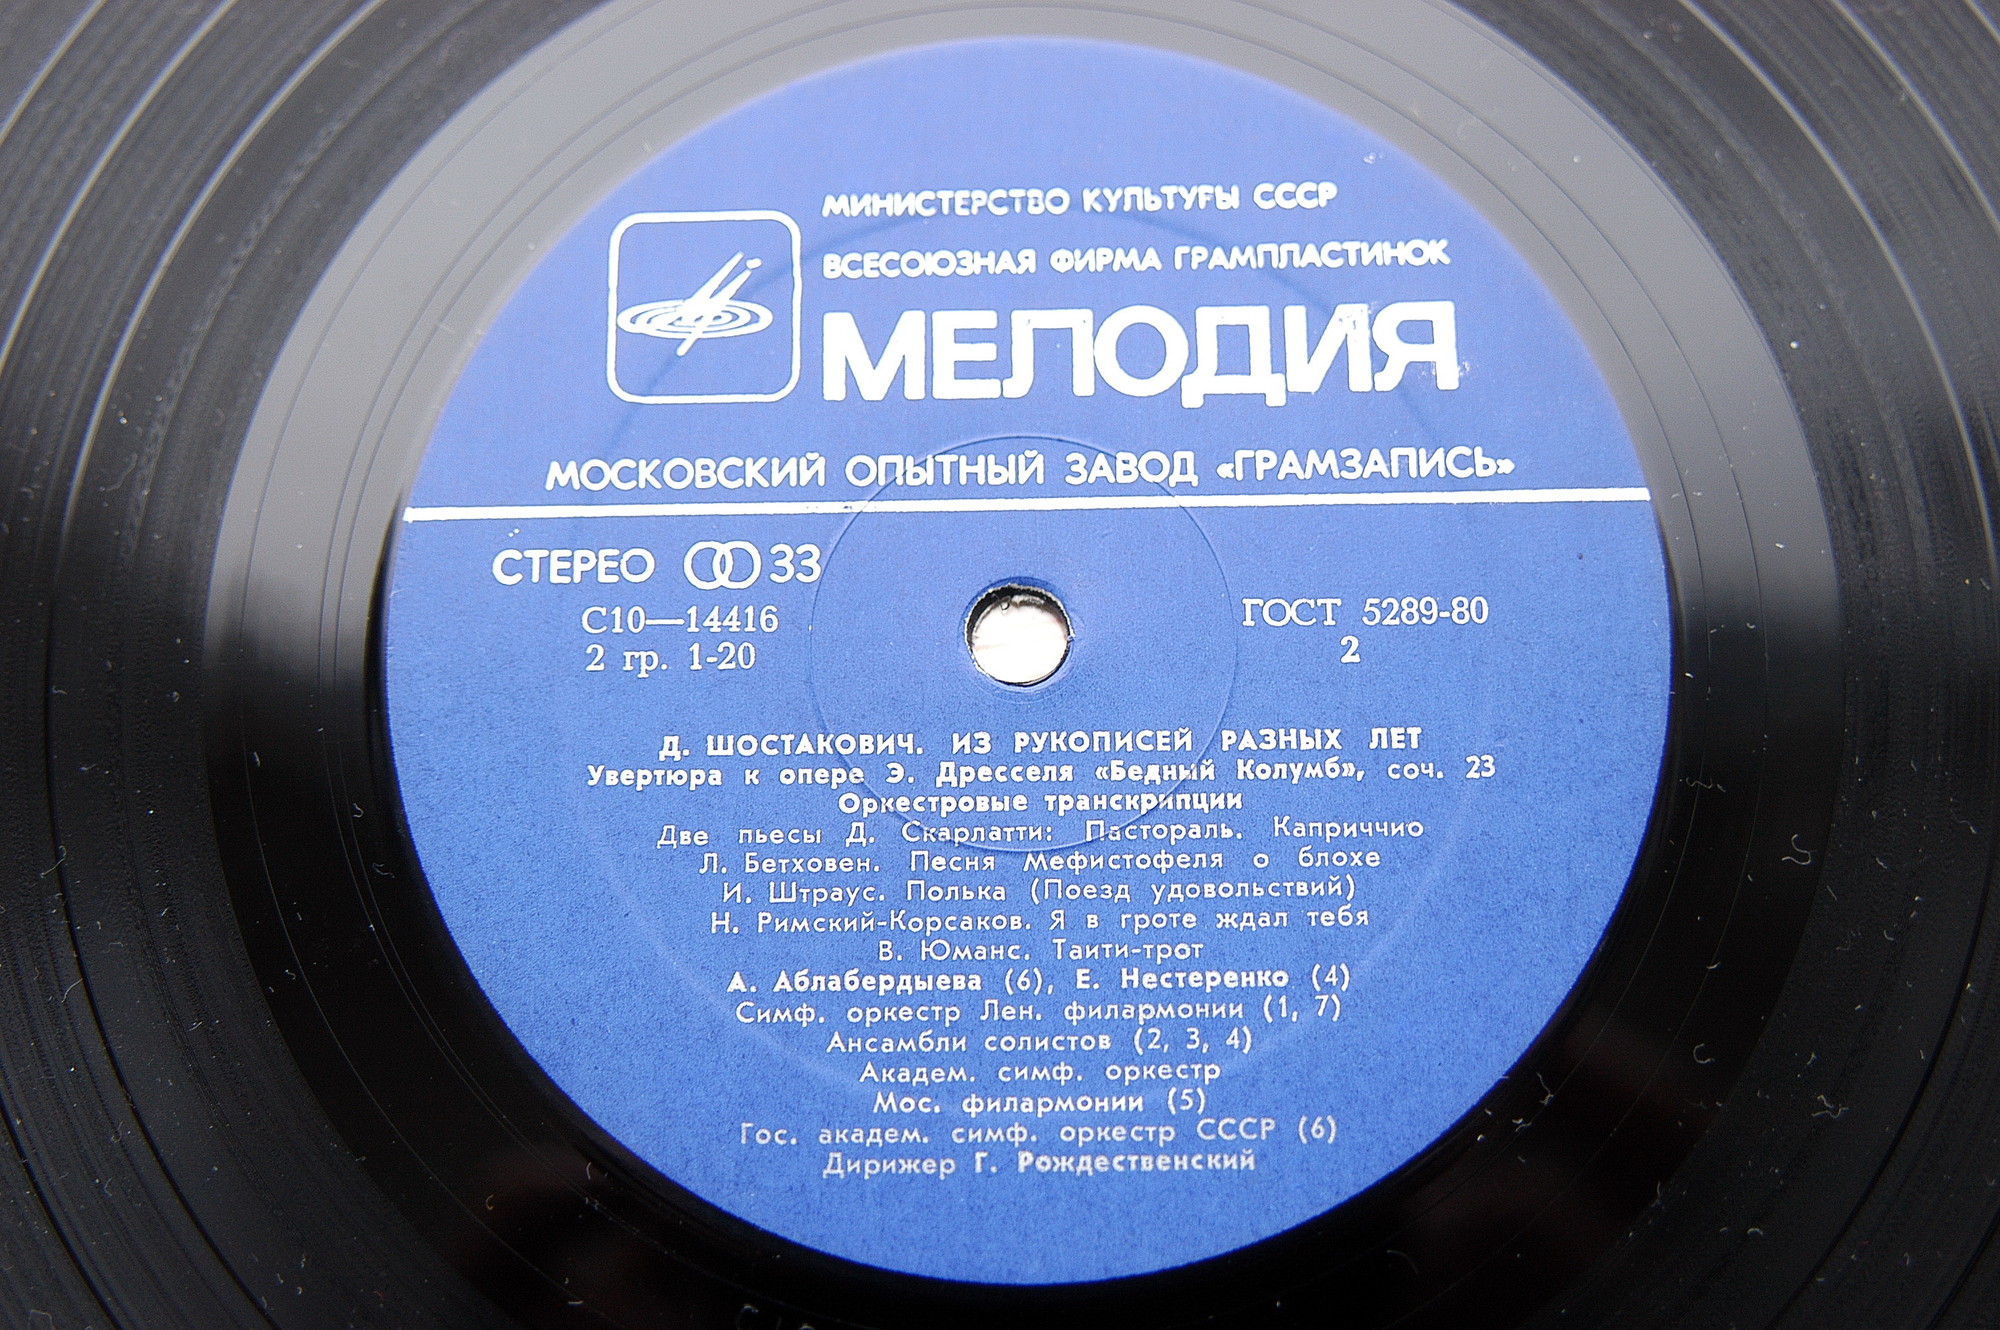 МИНИСТЕРСТВО КУЛЬТУРЫ СССР
ВСЕСОЮЗНАЯ ФИРМА ГРАМПЛАСТИНОК
МЕЛОДИЯ
МОСКОВСКИЙ ОПЫТНЫЙ ЗАВОД «ГРАМЗАПИСЬ»
СТЕРЕО 33
С10—14416
2 гр. 1-20
ГОСТ 5289-80
2
Д. ШОСТАКОВИЧ. ИЗ РУКОПИСЕЙ РАЗНЫХ ЛЕТ
Увертюра к опере Э. Дресселя «Бедный Колумб», соч. 23
Оркестровые транскрипции
Две пьесы Д. Скарлатти: Пастораль. Каприччио
Л. Бетховен. Песня Мефистофеля о блохе
И. Штраус. Полька (Поезд удовольствий)
Н. Римский-Корсаков. Я в гроте ждал тебя
В. Юманс. Таити-трот
А. Аблабердыева (6), Е. Нестеренко (4)
Симф. оркестр Лен. филармонии (1, 7)
Ансамбли солистов (2, 3, 4)
Академ. симф. оркестр
Мос. филармонии (5)
Гос. академ. симф. оркестр СССР (6)
Дирижер Г. Рождественский